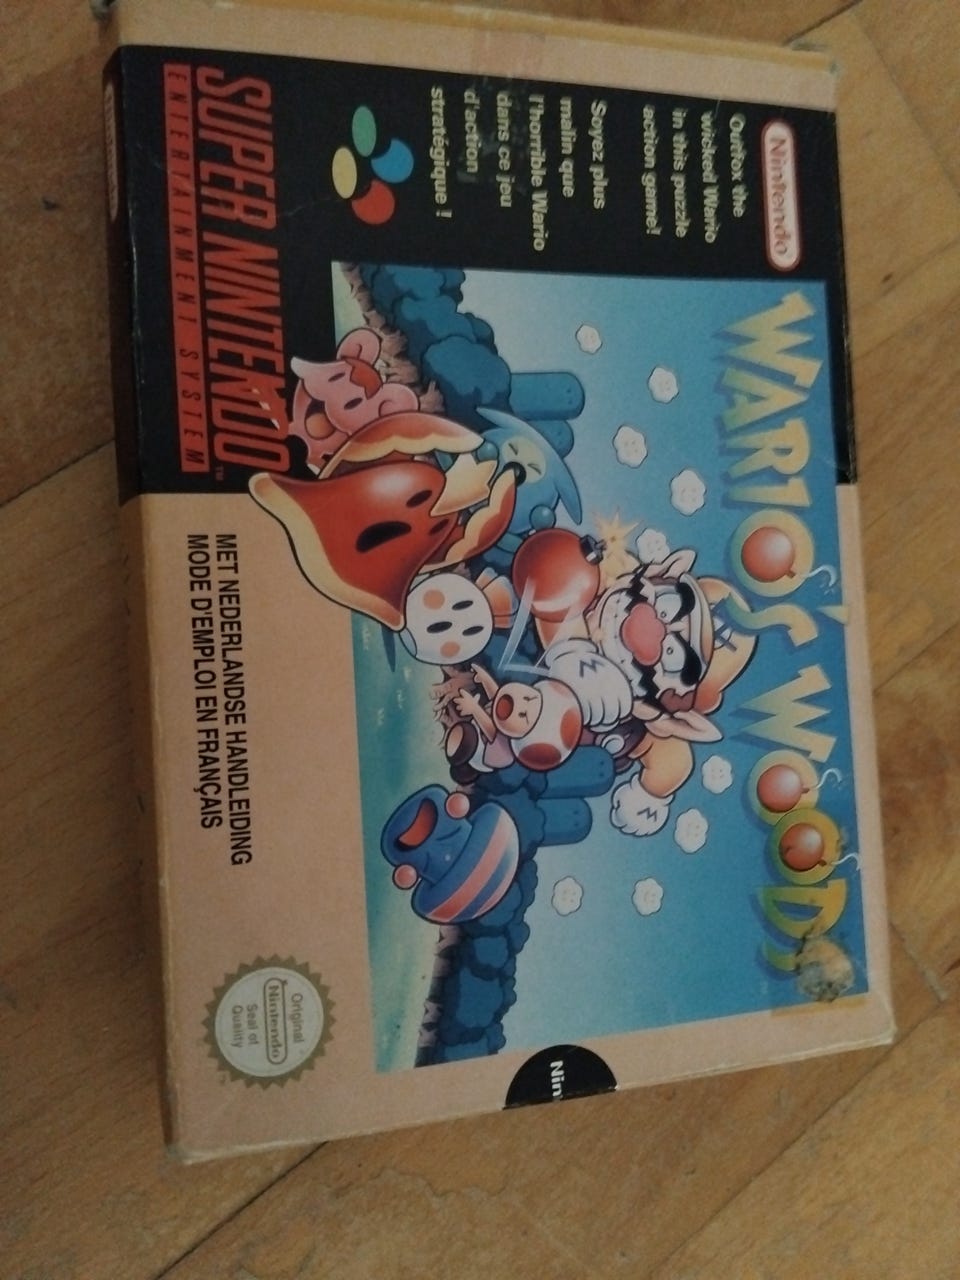 Nintendo
WARIO'S WOODS
Outfox the
wicked Wario
in this puzzle
action game!
Soyez plus
malin que
l'horrible Wario
dans ce jeu
d'action
stratégique !
SUPER NINTENDO™
ENTERTAINMENT SYSTEM
MET NEDERLANDSE HANDLEIDING
MODE D'EMPLOI EN FRANÇAIS
Original
Nintendo
Seal of
Quality
Nin